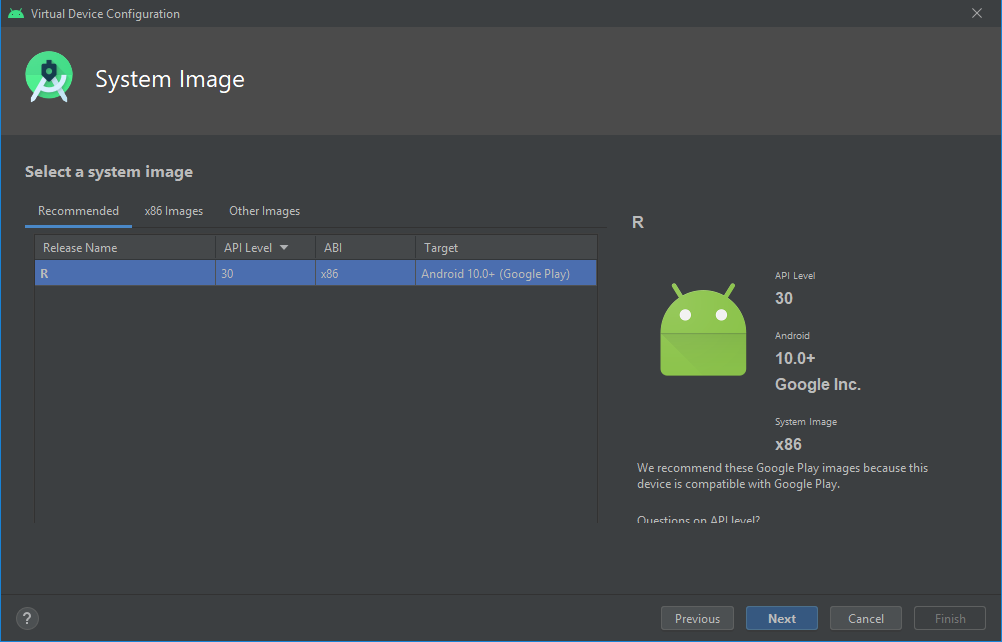 Virtual Device Configuration
System Image
Select a system image
Recommended x86 Images Other Images
Release Name API Level ABI Target
R 30 x86 Android 10.0+ (Google Play)
R
API Level
30
Android
10.0+
Google Inc.
System Image
x86
We recommend these Google Play images because this
device is compatible with Google Play.
Questions on API level?
? Previous Next Cancel Finish